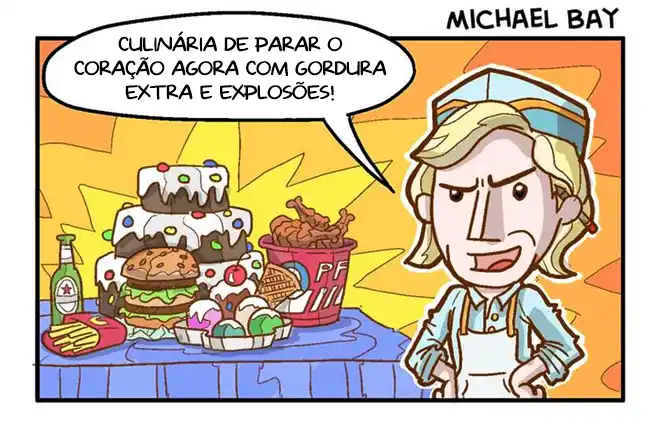 MICHAEL BAY
CULINÁRIA DE PARAR O
CORAÇÃO AGORA COM GORDURA
EXTRA E EXPLOSÕES!